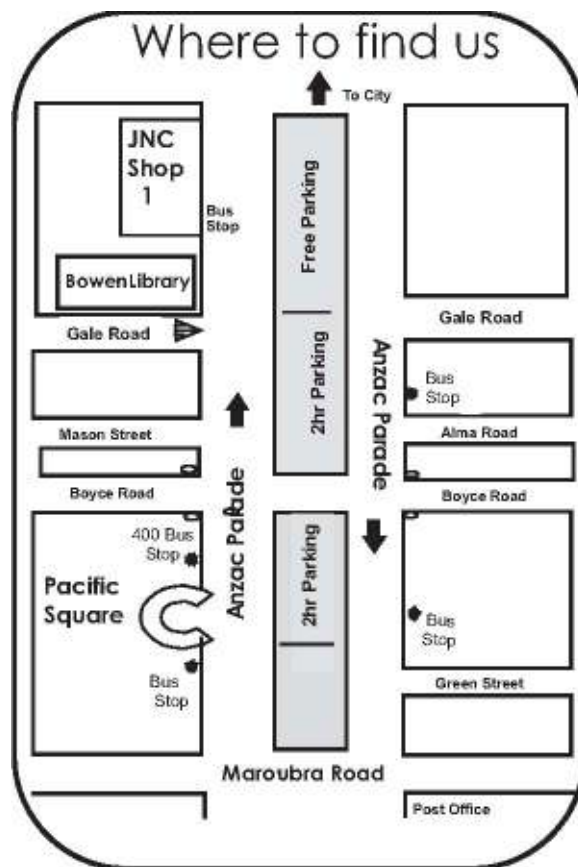 Where to find us
To City
JNC
Shop
1
Bus
Stop
Free Parking
BowenLibrary
Gale Road
Gale Road
2hr Parking
Anzac Parade
Bus
Stop
Mason Street
Alma Road
Boyce Road
Boyce Road
Anzac Parade
400 Bus
Stop
2hr Parking
Pacific
Square
Bus
Stop
Bus
Stop
Green Street
Maroubra Road
Post Office